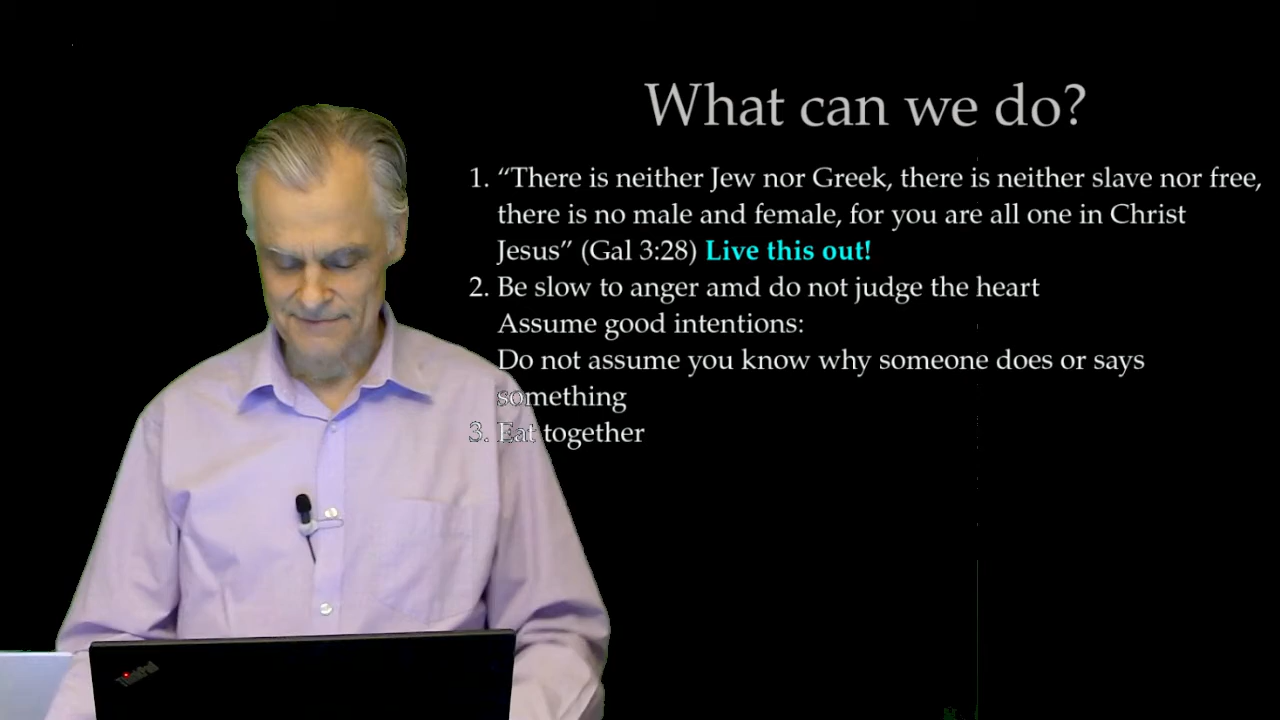 What can we do?
1. “There is neither Jew nor Greek, there is neither slave nor free,
there is no male and female, for you are all one in Christ
Jesus” (Gal 3:28) Live this out!
2. Be slow to anger amd do not judge the heart
Assume good intentions:
Do not assume you know why someone does or says
something
3. Eat together
ThinkPad